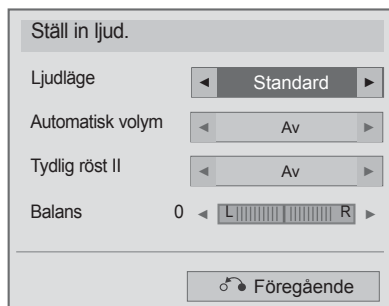 Ställ in ljud.
Ljudläge ◄ Standard ►
Automatisk volym ◄ Av ►
Tydlig röst II ◄ Av ►
Balans 0 ◄ L R ►
Föregående